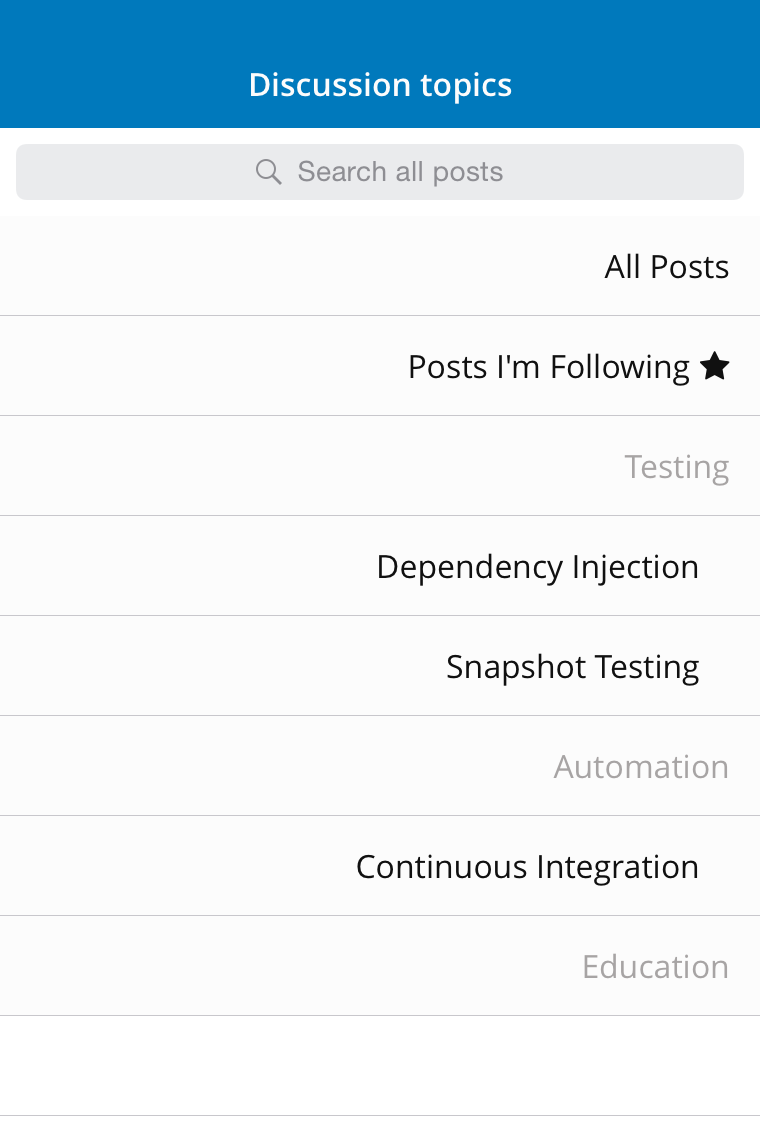 Discussion topics
Search all posts
All Posts
Posts I'm Following
Testing
Dependency Injection
Snapshot Testing
Automation
Continuous Integration
Education